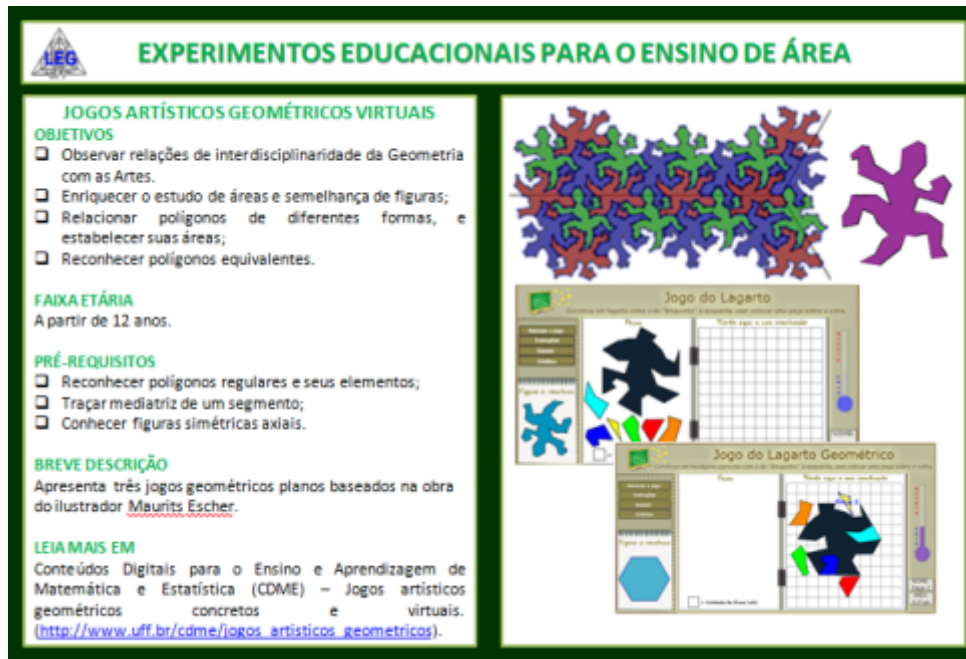 LEG
EXPERIMENTOS EDUCACIONAIS PARA O ENSINO DE ÁREA
JOGOS ARTÍSTICOS GEOMÉTRICOS VIRTUAIS
OBJETIVOS
❑ Observar relações de interdisciplinaridade da Geometria
com as Artes.
❑ Enriquecer o estudo de áreas e semelhança de figuras;
❑ Relacionar polígonos de diferentes formas, e
estabelecer suas áreas;
❑ Reconhecer polígonos equivalentes.
FAIXA ETÁRIA
A partir de 12 anos.
PRÉ-REQUISITOS
❑ Reconhecer polígonos regulares e seus elementos;
❑ Traçar mediatriz de um segmento;
❑ Conhecer figuras simétricas axiais.
BREVE DESCRIÇÃO
Apresenta três jogos geométricos planos baseados na obra
do ilustrador Maurits Escher.
LEIA MAIS EM
Conteúdos Digitais para o Ensino e Aprendizagem de
Matemática e Estatística (CDME) – Jogos artísticos
geométricos concretos e virtuais.
(http://www.uff.br/cdme/jogos_artisticos_geometricos).
Jogo do Lagarto
Jogo do Lagarto Geométrico